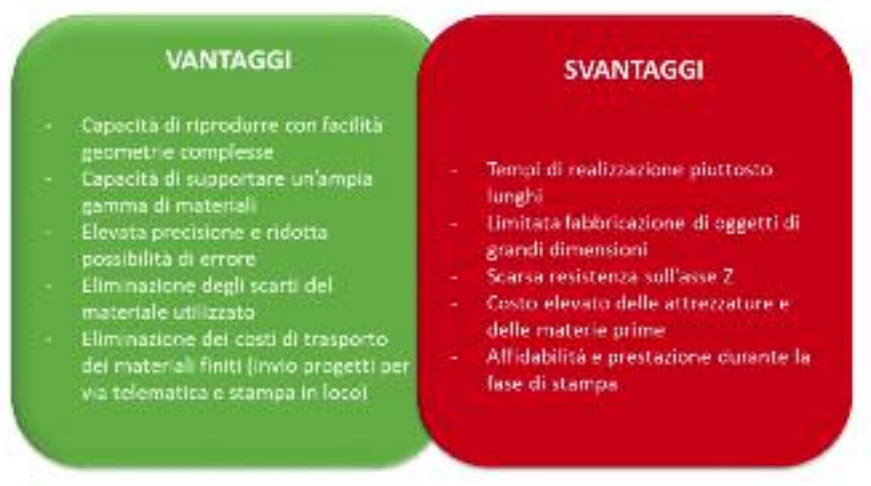 VANTAGGI
- Capacità di riprodurre con facilità
geometrie complesse
- Capacità di supportare un'ampia
gamma di materiali
- Elevata precisione e ridotta
possibilità di errore
- Eliminazione degli scarti del
materiale utilizzato
- Eliminazione dei costi di trasporto
dei materiali finiti (invio progetti per
via telematica e stampa in loco)
SVANTAGGI
- Tempi di realizzazione piuttosto
lunghi
- Limitata fabbricazione di oggetti di
grandi dimensioni
- Scarsa resistenza sull'asse Z
- Costo elevato delle attrezzature e
delle materie prime
- Affidabilità e prestazione durante la
fase di stampa